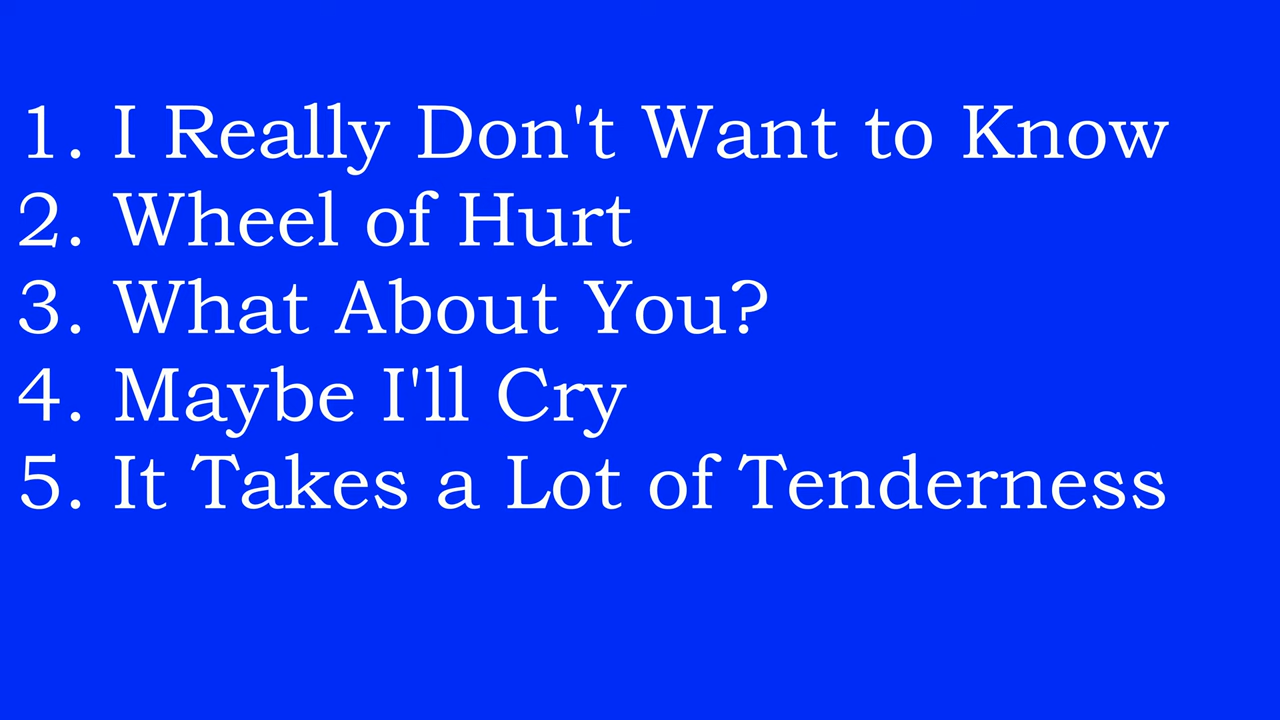 1. I Really Don't Want to Know
2. Wheel of Hurt
3. What About You?
4. Maybe I'll Cry
5. It Takes a Lot of Tenderness